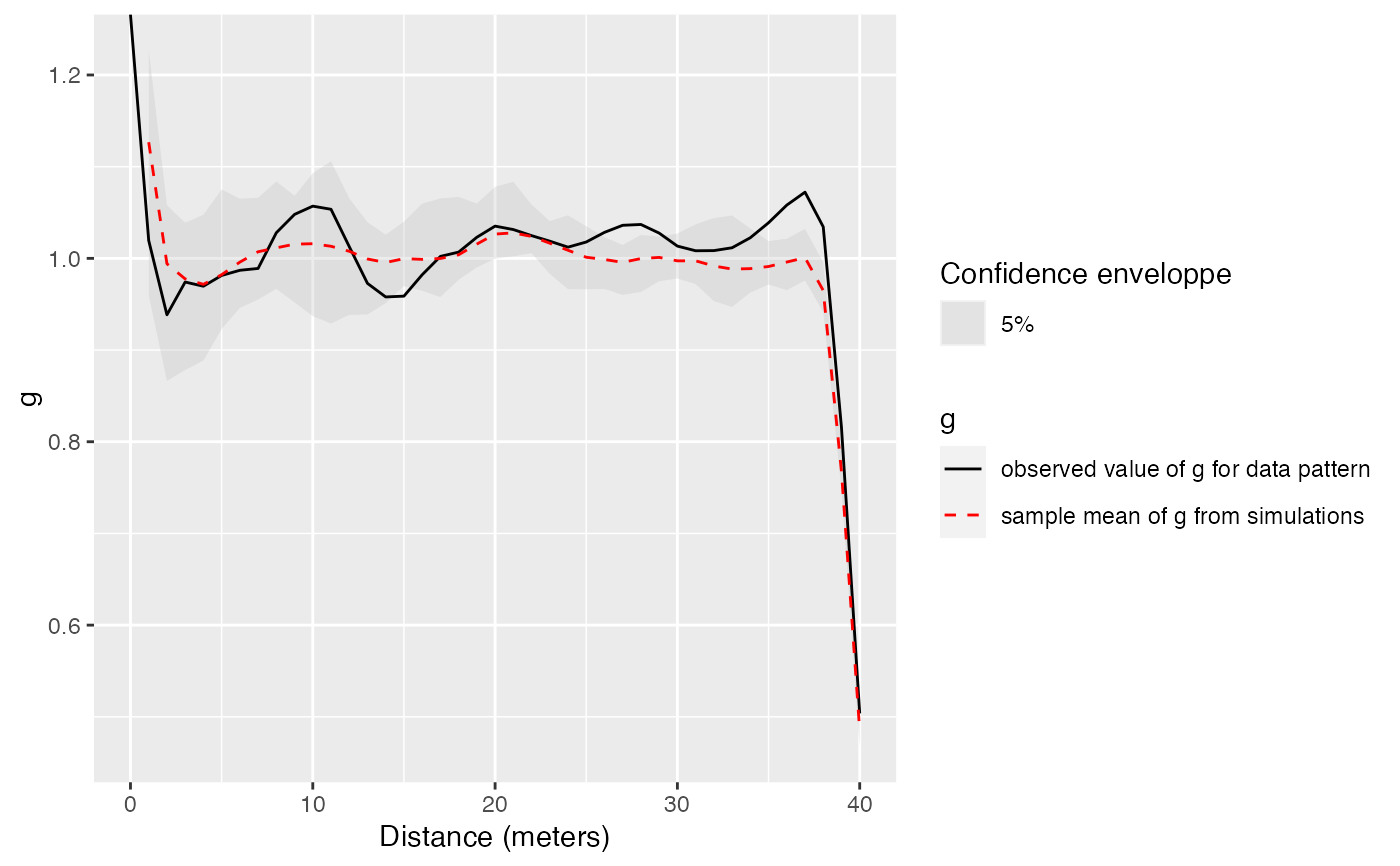 1.2
1.0
0.8
0.6
g
0
10
20
30
40
Distance (meters)
Confidence enveloppe
5%
g
observed value of g for data pattern
sample mean of g from simulations